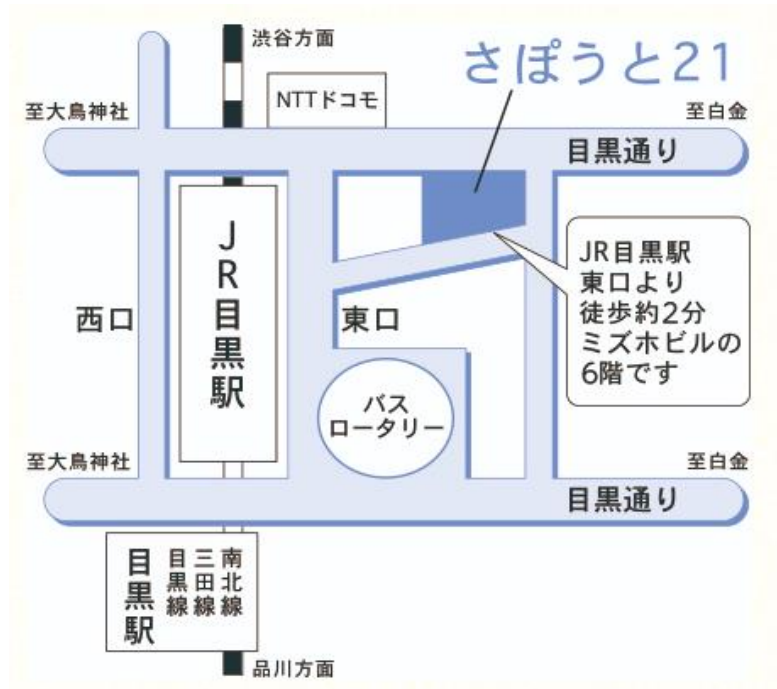 渋谷方面
さぽうと21
NTTドコモ
至大鳥神社
至白金
目黒通り
JR目黒駅
西口
東口
JR目黒駅
東口より
徒歩約2分
ミズホビルの
6階です
バス
ロータリー
至大鳥神社
至白金
目黒通り
目黒駅
目黒線
三田線
南北線
品川方面